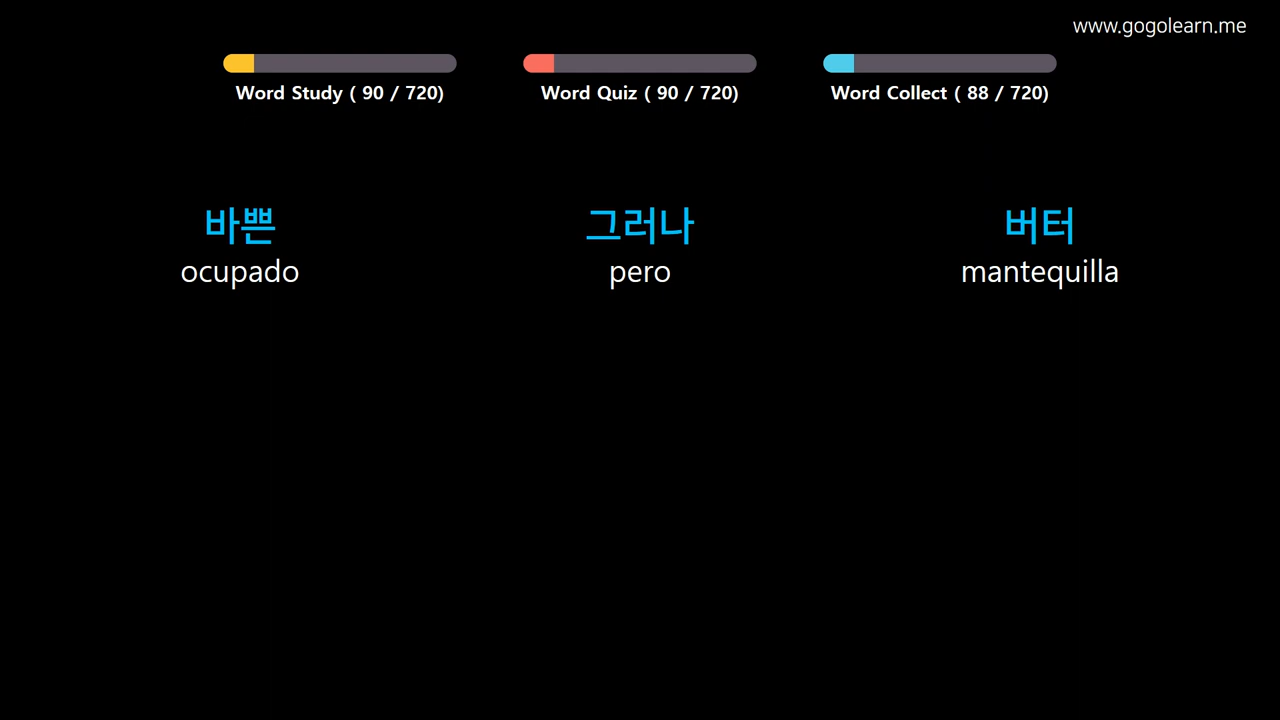 www.gogolearn.me
Word Study ( 90 / 720)
Word Quiz ( 90 / 720)
Word Collect ( 88 / 720)
바쁜
ocupado
그러나
pero
버터
mantequilla